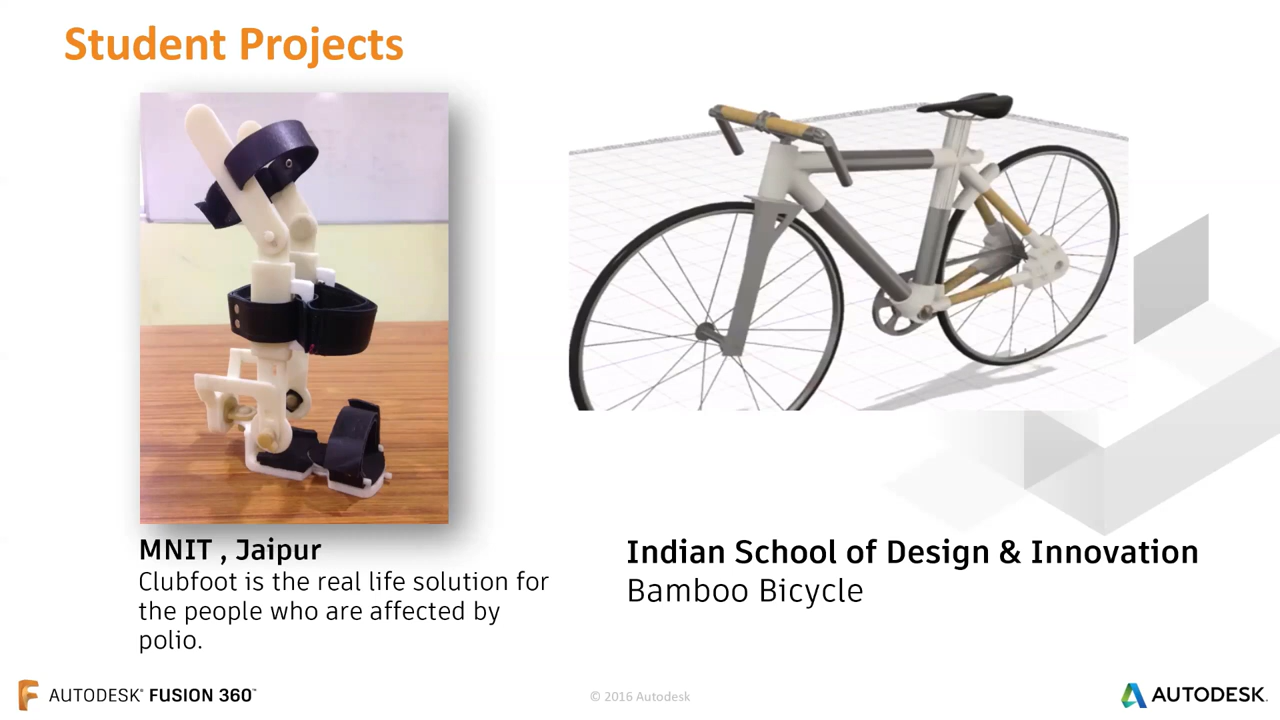 Student Projects
MNIT , Jaipur
Clubfoot is the real life solution for
the people who are affected by
polio.
Indian School of Design & Innovation
Bamboo Bicycle
AUTODESK® FUSION 360™
© 2016 Autodesk
AUTODESK®